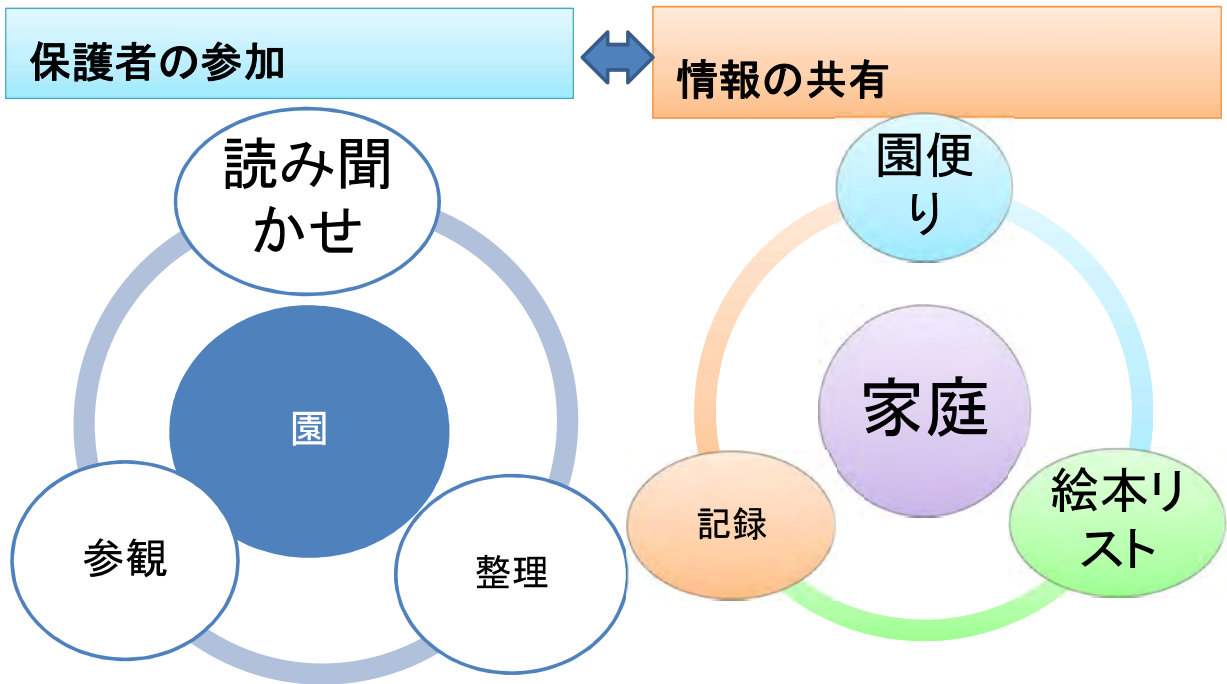 保護者の参加
情報の共有
読み聞
かせ
園
参観
整理
園便
り
家庭
記録
絵本リ
スト